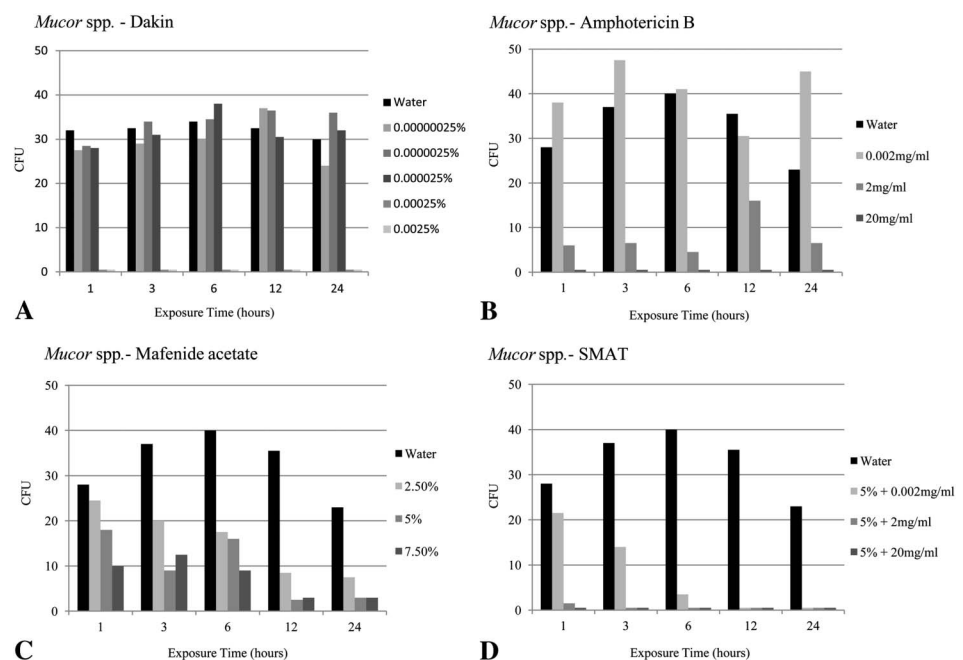 Mucor spp. - Dakin
50
40
30
20
10
0
CFU
1 3 6 12 24
Exposure Time (hours)
Water
0.00000025%
0.0000025%
0.000025%
0.00025%
0.0025%
A
Mucor spp.- Amphotericin B
50
40
30
20
10
0
CFU
1 3 6 12 24
Exposure Time (hours)
Water
0.002mg/ml
2mg/ml
20mg/ml
B
Mucor spp.- Mafenide acetate
50
40
30
20
10
0
CFU
1 3 6 12 24
Exposure Time (hours)
Water
2.50%
5%
7.50%
C
Mucor spp.- SMAT
50
40
30
20
10
0
CFU
1 3 6 12 24
Exposure Time (hours)
Water
5% + 0.002mg/ml
5% + 2mg/ml
5% + 20mg/ml
D